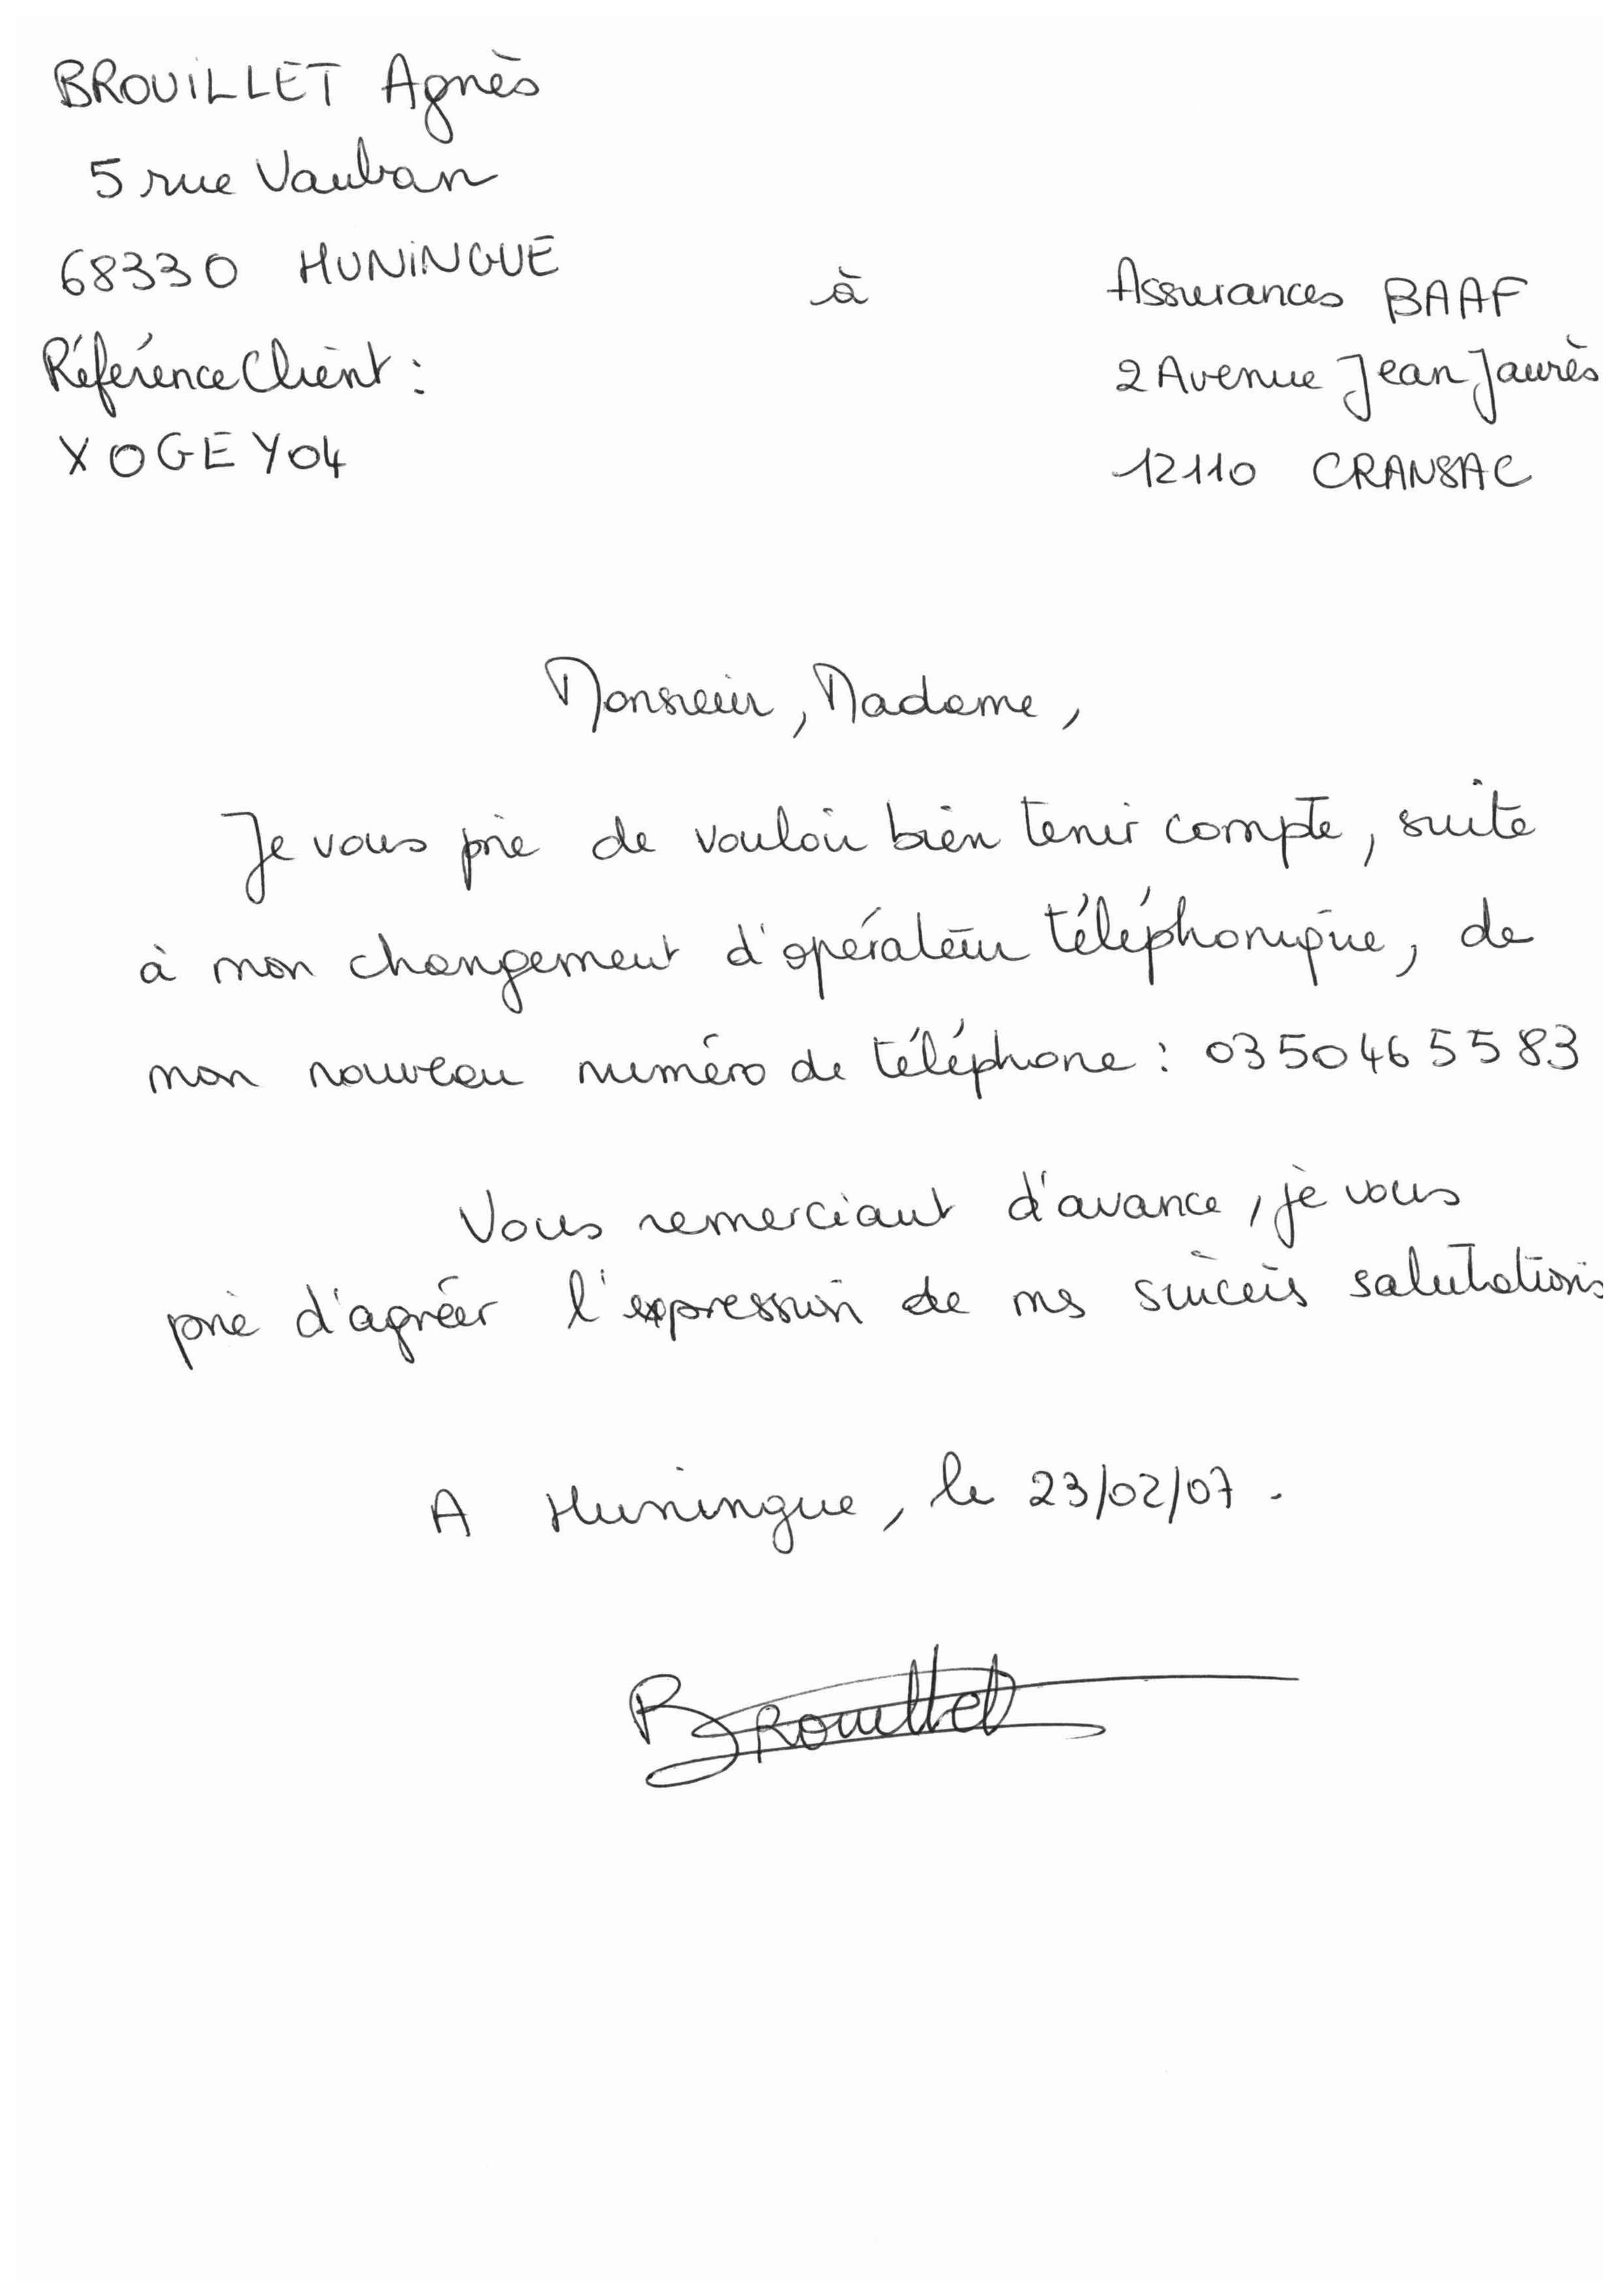 BROUILLET Agnès
5 rue Vauban
68330 HUNINGUE
à
Assurances BAAF
Référence Client :
2 Avenue Jean Jaurès
XOGEY04
12110 CRANSAC
Monsieur, Madame,
Je vous prie de vouloir bien tenir compte, suite
à mon changement d'opérateur téléphonique, de
mon nouveau numéro de téléphone : 0350465583
Vous remerciant d'avance, je vous
prie d'agréer l'expression de mes sincères salutations
A Huningue, le 23/02/07.
Brouillet